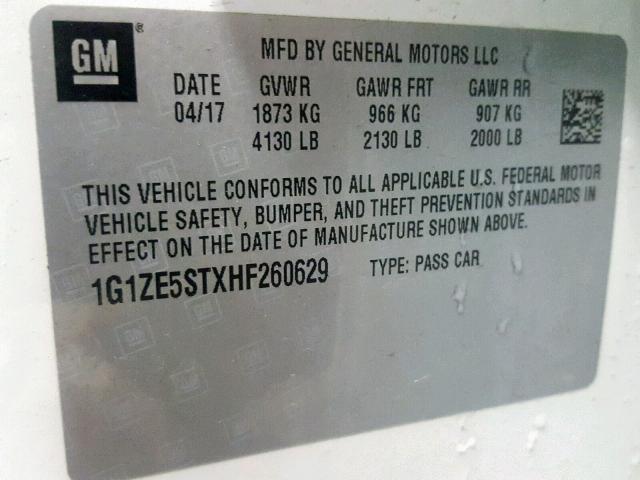 GM ® MFD BY GENERAL MOTORS LLC
DATE GVWR GAWR FRT GAWR RR
04/17 1873 KG 966 KG 907 KG
4130 LB 2130 LB 2000 LB
THIS VEHICLE CONFORMS TO ALL APPLICABLE U.S. FEDERAL MOTOR
VEHICLE SAFETY, BUMPER, AND THEFT PREVENTION STANDARDS IN
EFFECT ON THE DATE OF MANUFACTURE SHOWN ABOVE.
1G1ZE5STXHF260629 TYPE: PASS CAR